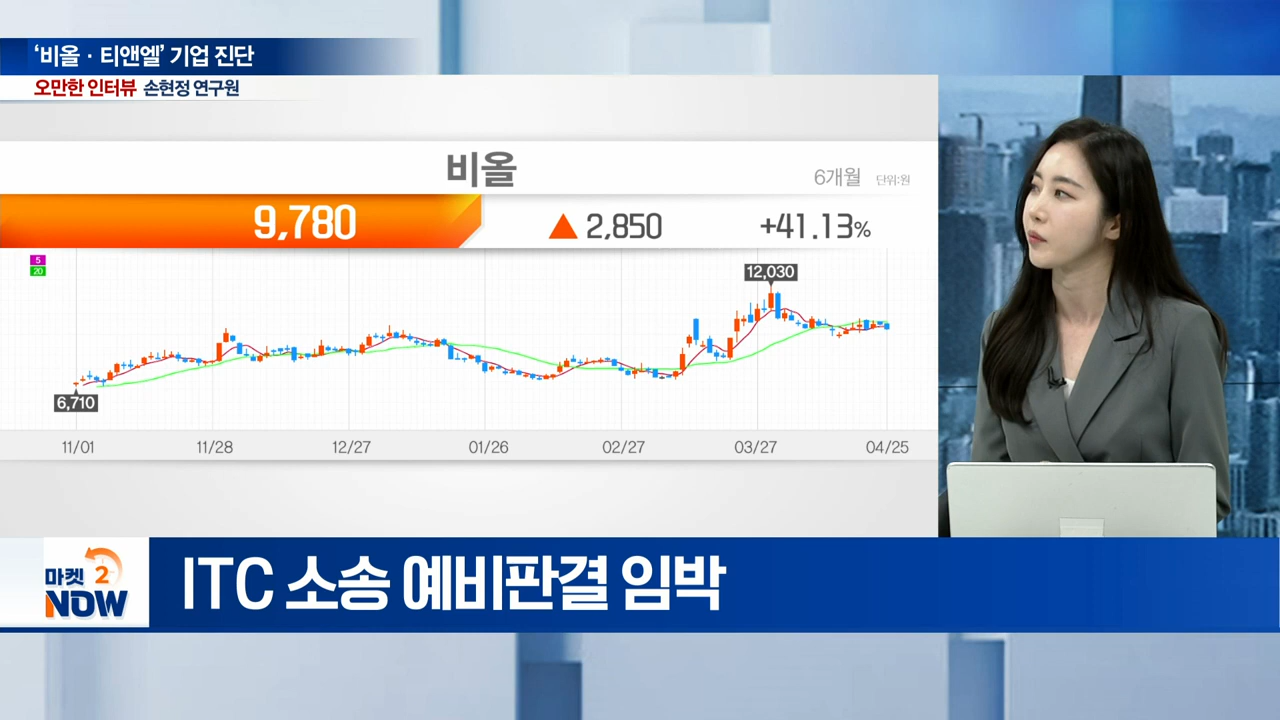 ‘비올 · 티앤엘’ 기업 진단
오만한 인터뷰 손현정 연구원
비올
6개월 단위:원
9,780 ▲ 2,850 +41.13%
5
20
12,030
6,710
11/01 11/28 12/27 01/26 02/27 03/27 04/25
마켓 2
NOW
ITC 소송 예비판결 임박